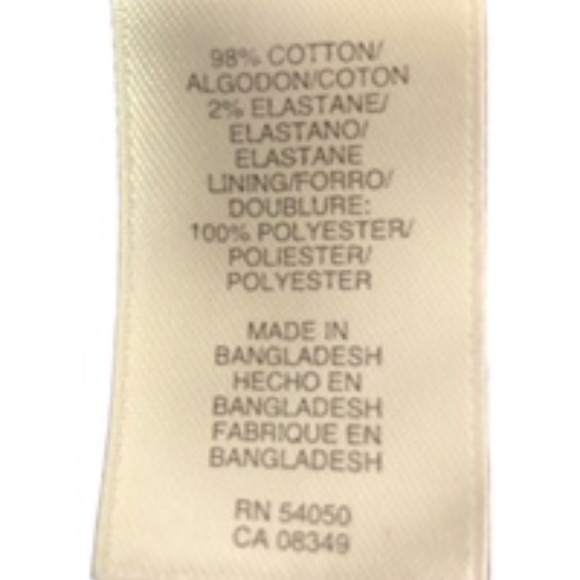 98% COTTON/
ALGODON/COTON
2% ELASTANE/
ELASTANO/
ELASTANE
LINING/FORRO/
DOUBLURE:
100% POLYESTER/
POLIESTER/
POLYESTER
MADE IN
BANGLADESH
HECHO EN
BANGLADESH
FABRIQUE EN
BANGLADESH
RN 54050
CA 08349